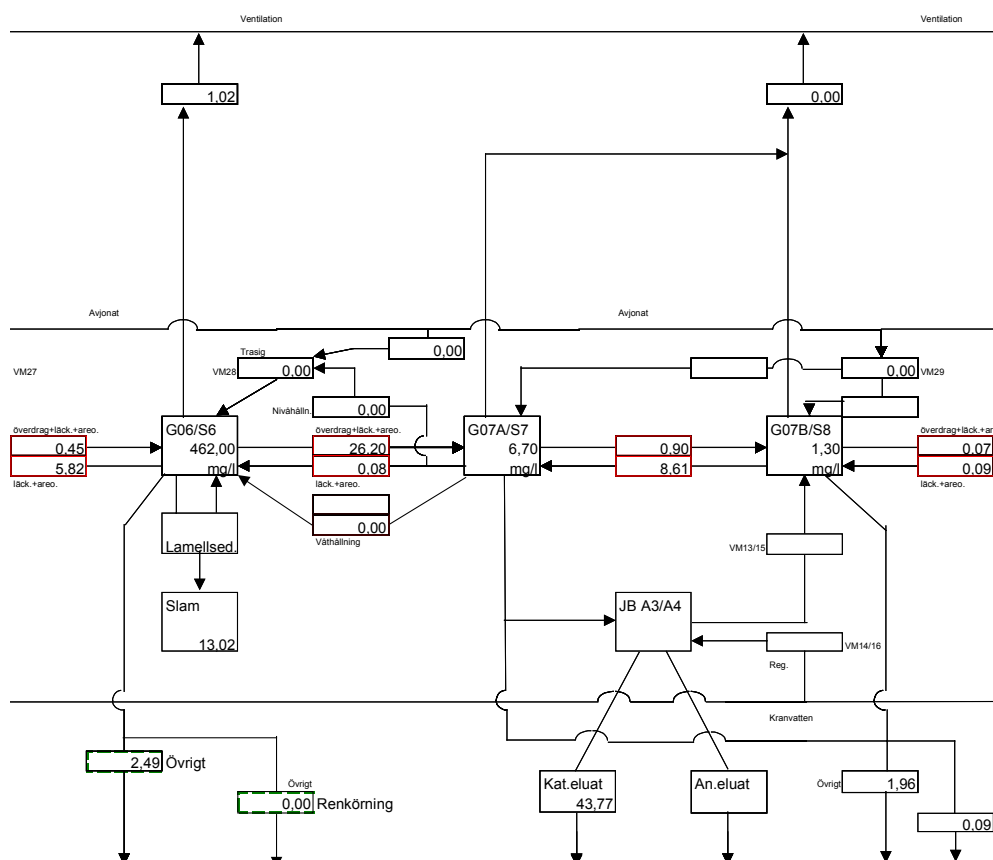 Ventilation
Ventilation
1,02
0,00
Avjonat
Avjonat
Trasig
0,00
VM27
VM28
0,00
0,00
VM29
Nivåhålln.
0,00
G06/S6
G07A/S7
G07B/S8
överdrag+läck.+areo.
överdrag+läck.+areo.
överdrag+läck.+are
0,45
462,00
26,20
6,70
0,90
1,30
0,07
5,82
mg/l
0,08
mg/l
8,61
mg/l
0,09
läck.+areo.
läck.+areo.
läck.+areo.
0,00
Våthållning
Lamellsed.
VM13/15
Slam
13,02
JB A3/A4
VM14/16
Reg.
Kranvatten
2,49 Övrigt
Övrigt
0,00 Renkörning
Kat.eluat
43,77
An.eluat
Övrigt
1,96
0,09